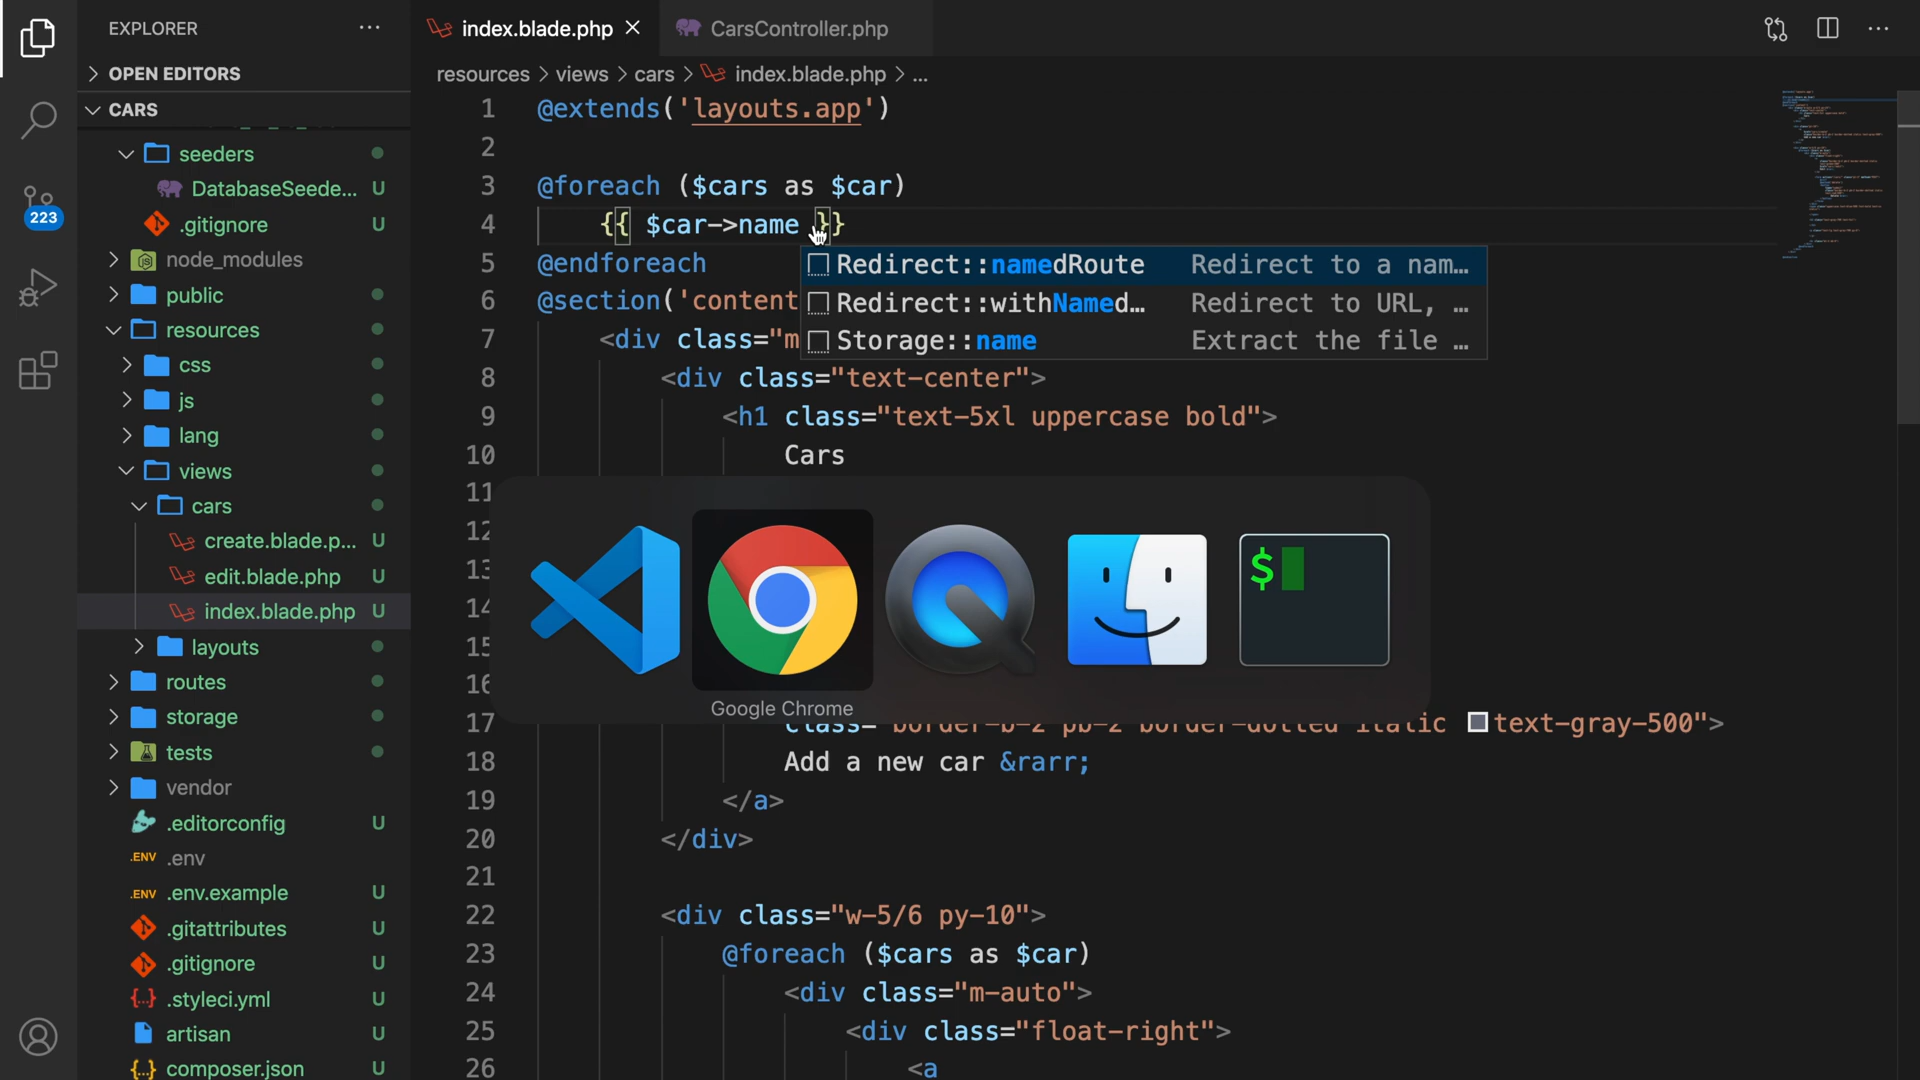 EXPLORER
OPEN EDITORS
CARS
seeders
DatabaseSeede... U
.gitignore U
node_modules
public
resources
css
js
lang
views
cars
create.blade.p... U
edit.blade.php U
index.blade.php U
layouts
routes
storage
tests
vendor
.editorconfig U
.ENV .env
.ENV .env.example U
.gitattributes U
.gitignore U
.styleci.yml U
artisan U
composer.json U
223
index.blade.php
CarsController.php
resources > views > cars > index.blade.php > ...
1 @extends('layouts.app')
2
3 @foreach ($cars as $car)
4 {{ $car->name }}
5 @endforeach
6 @section('content
7 <div class="m
Redirect::namedRoute Redirect to a nam...
Redirect::withNamed... Redirect to URL, ...
Storage::name Extract the file ...
8 <div class="text-center">
9 <h1 class="text-5xl uppercase bold">
10 Cars
11
12
13
14
15
16
$
Google Chrome
17 class="border-b-2 pb-2 border-dotted italic text-gray-500">
18 Add a new car &rarr;
19 </a>
20 </div>
21
22 <div class="w-5/6 py-10">
23 @foreach ($cars as $car)
24 <div class="m-auto">
25 <div class="float-right">
26 <a